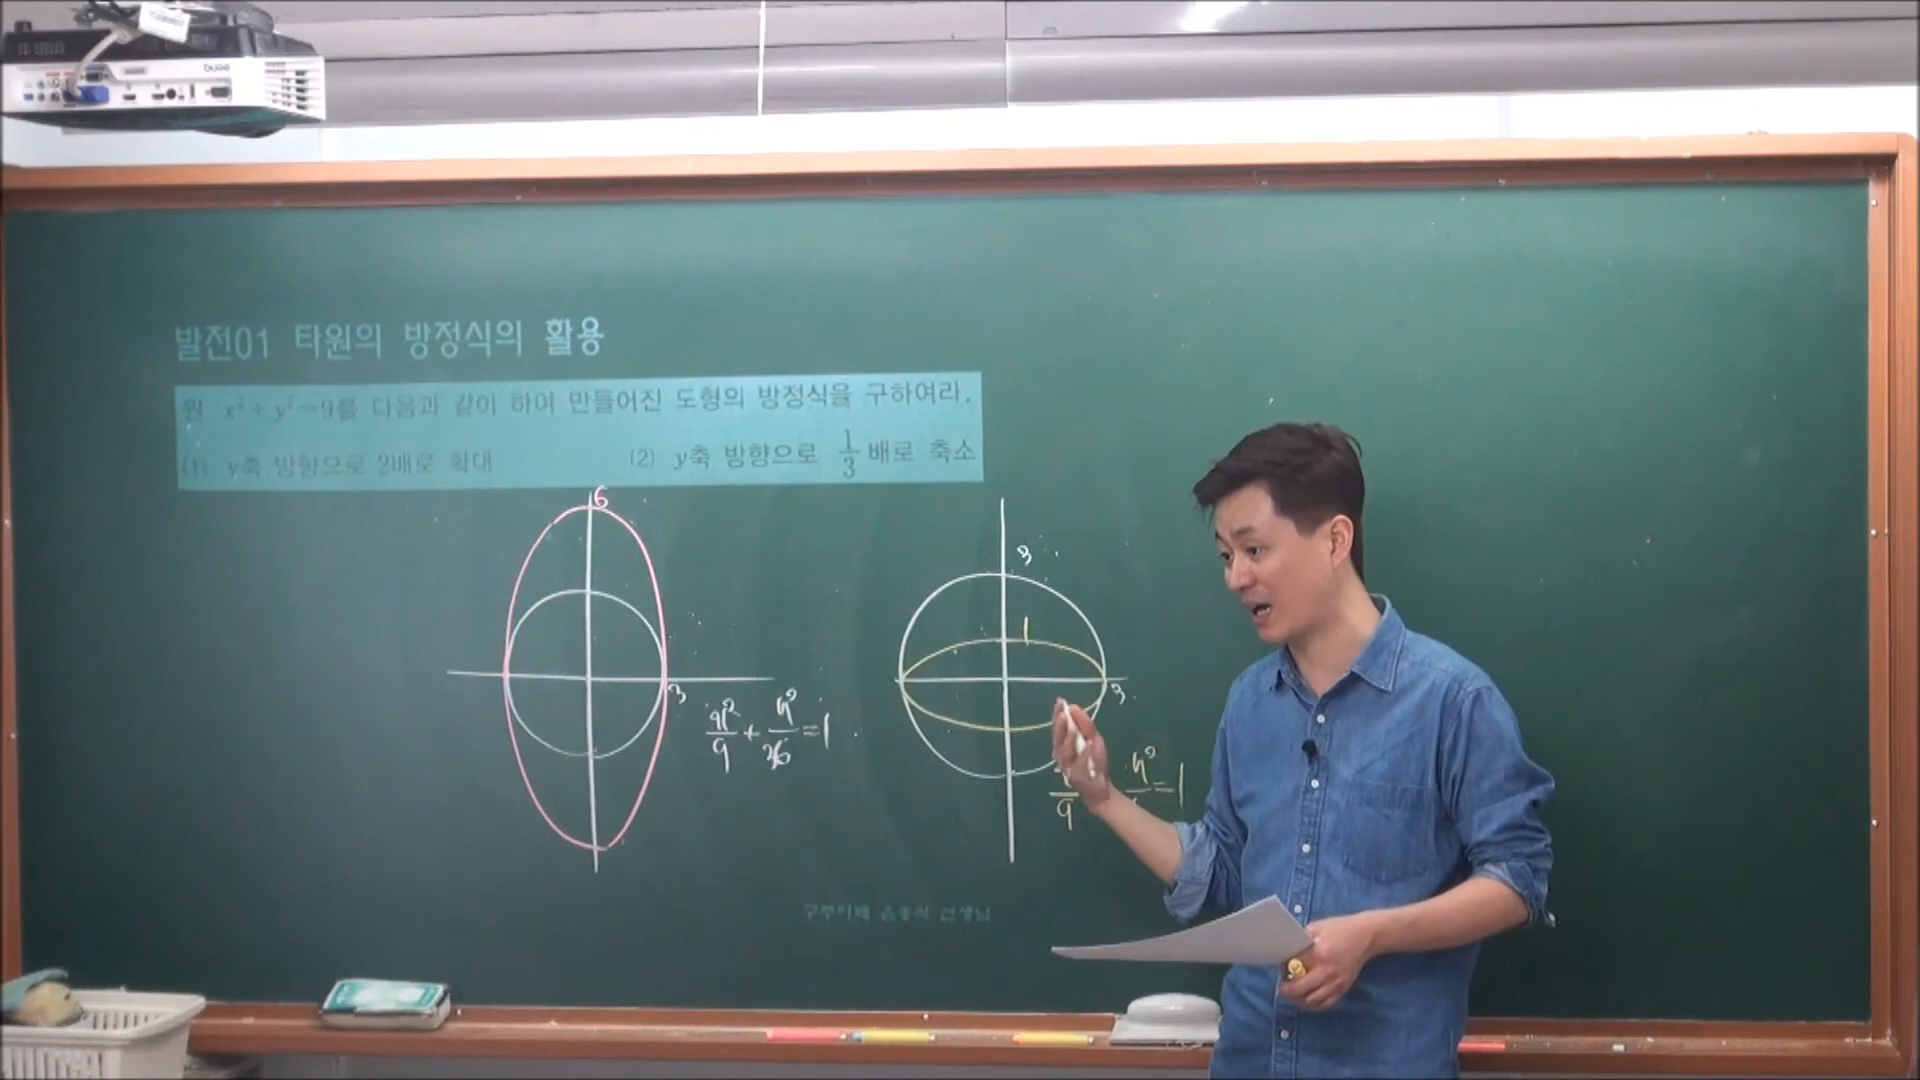 발전01 타원의 방정식의 활용
원 x²+y²=9를 다음과 같이 하여 만들어진 도형의 방정식을 구하여라.
(1) y축 방향으로 2배로 확대 (2) y축 방향으로 1/3 배로 축소
6
3
x²/9 + y²/36 = 1
3
1
3
9 y² = 1
선생님
BenQ